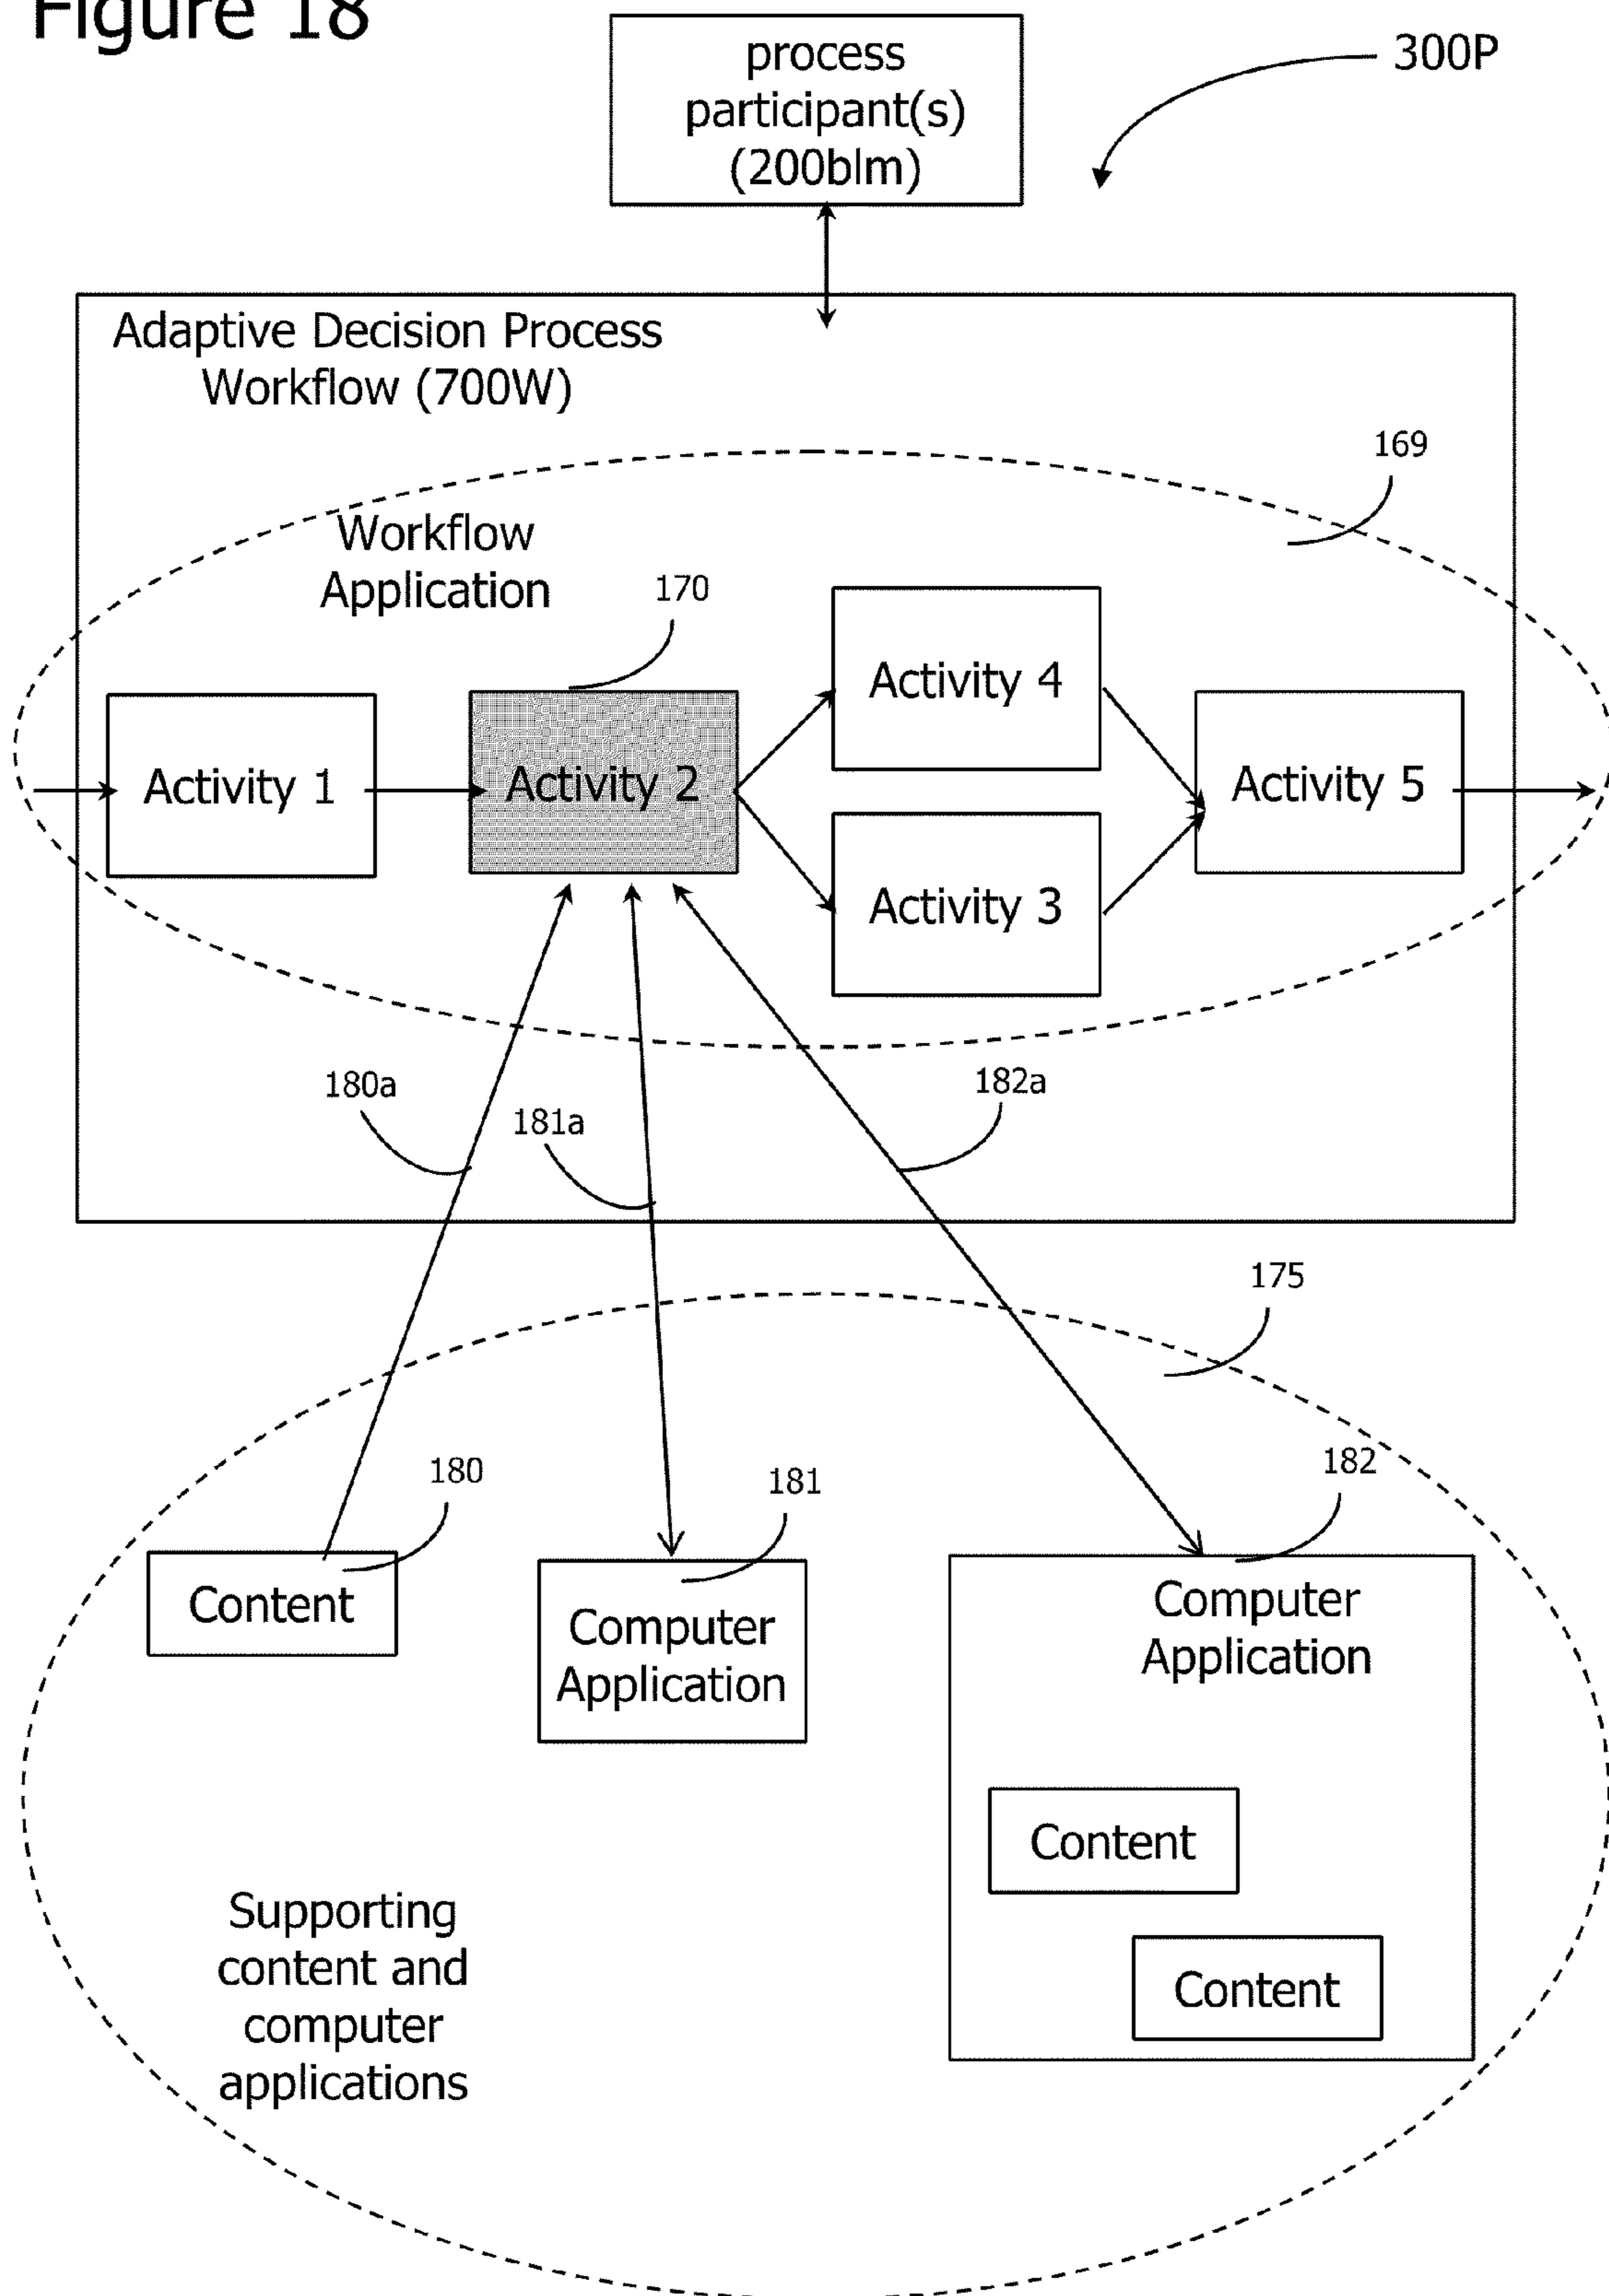 Figure 18
process
participant(s)
(200blm)
300P
Adaptive Decision Process
Workflow (700W)
169
Workflow
Application
170
Activity 4
Activity 1
Activity 2
Activity 5
Activity 3
180a
181a
182a
175
180
181
182
Content
Computer
Application
Computer
Application
Content
Content
Supporting
content and
computer
applications